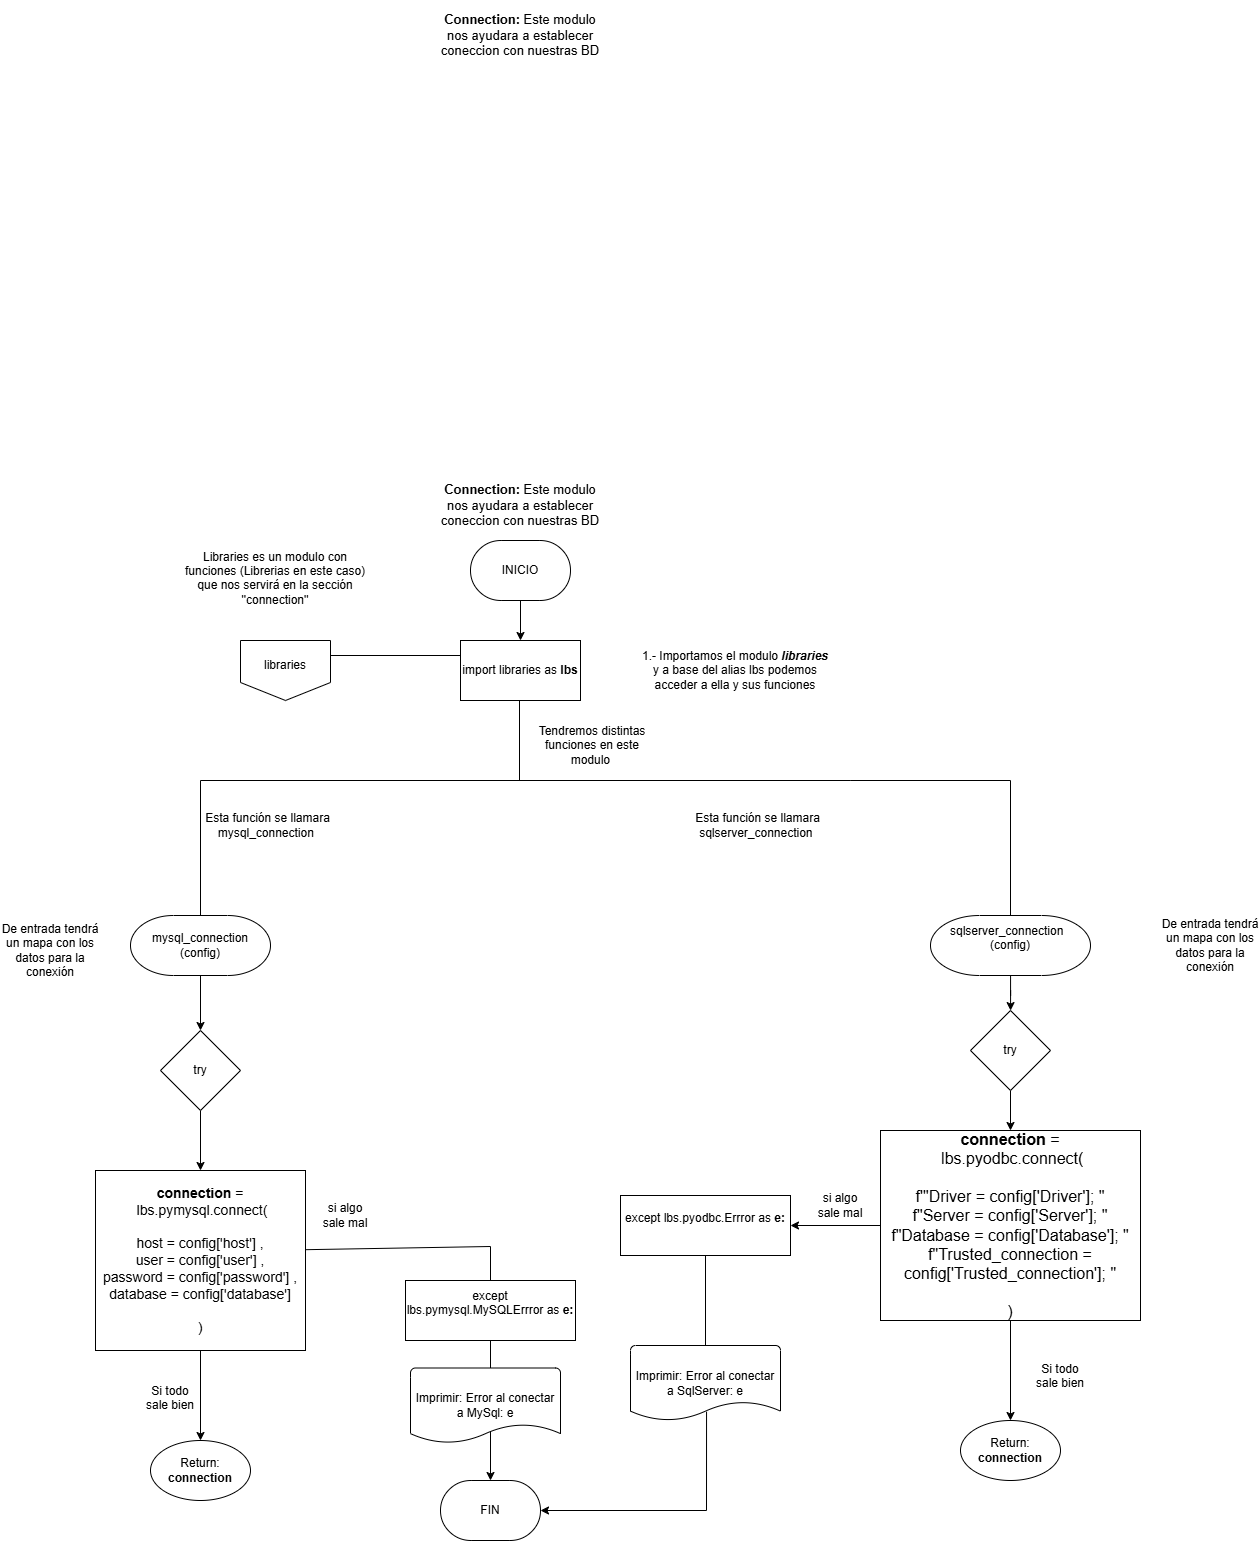 Connection: Este modulo
nos ayudara a establecer
coneccion con nuestras BD
Connection: Este modulo
nos ayudara a establecer
coneccion con nuestras BD
Libraries es un modulo con
funciones (Librerias en este caso)
que nos servirá en la sección
"connection"
INICIO
libraries
import libraries as lbs
1.- Importamos el modulo libraries
y a base del alias lbs podemos
acceder a ella y sus funciones
Tendremos distintas
funciones en este
modulo
Esta función se llamara
mysql_connection
Esta función se llamara
sqlserver_connection
De entrada tendrá
un mapa con los
datos para la
conexión
mysql_connection
(config)
sqlserver_connection
(config)
De entrada tendrá
un mapa con los
datos para la
conexión
try
try
connection =
lbs.pymysql.connect(
host = config['host'] ,
user = config['user'] ,
password = config['password'] ,
database = config['database']
)
si algo
sale mal
except
lbs.pymysql.MySQLErrror as e:
except lbs.pyodbc.Errror as e:
si algo
sale mal
connection =
lbs.pyodbc.connect(
f'"Driver = config['Driver']; "
f"Server = config['Server']; "
f"Database = config['Database']; "
f"Trusted_connection =
config['Trusted_connection']; "
)
Si todo
sale bien
Imprimir: Error al conectar
a MySql: e
Imprimir: Error al conectar
a SqlServer: e
Si todo
sale bien
Return:
connection
FIN
Return:
connection